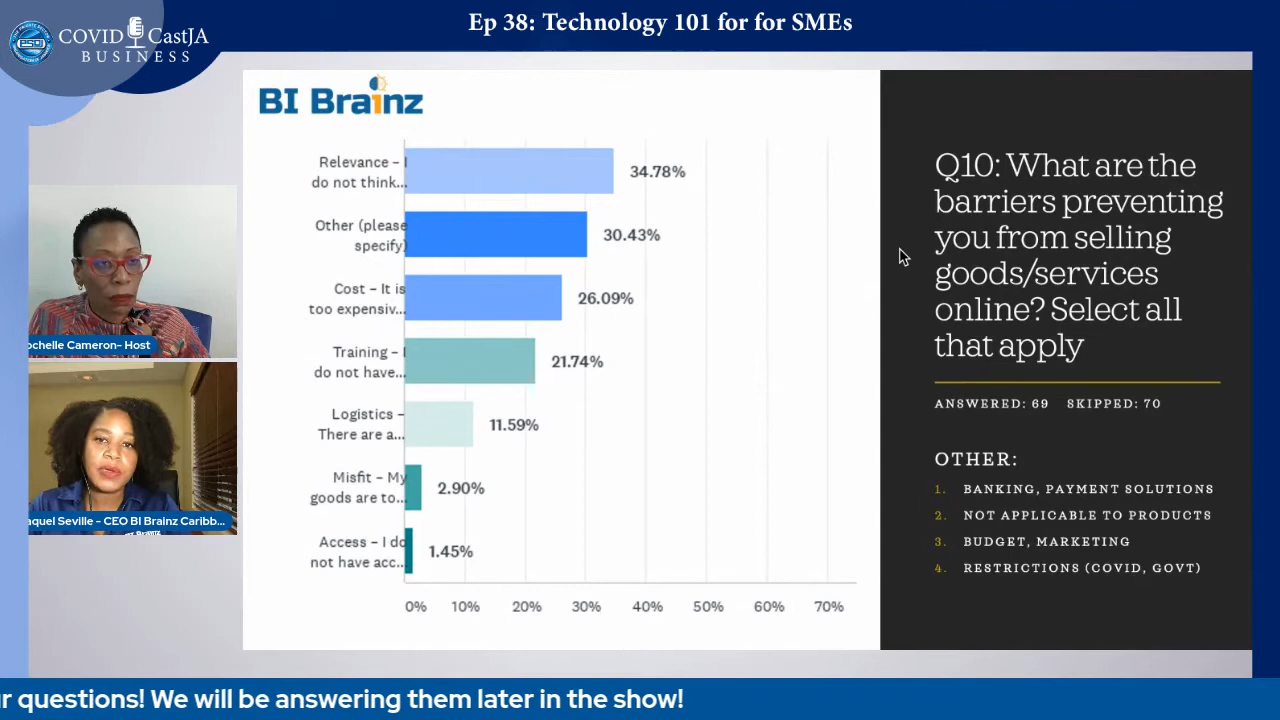 Ep 38: Technology 101 for for SMEs
PSOJ
COVID CastJA
BUSINESS
BI Brainz
Relevance – I
do not think...
34.78%
Other (please
specify)
30.43%
Cost – It is
too expensiv...
26.09%
Training – I
do not have...
21.74%
Logistics –
There are a...
11.59%
Misfit – My
goods are to...
2.90%
Access – I do
not have acc...
1.45%
0% 10% 20% 30% 40% 50% 60% 70%
Q10: What are the
barriers preventing
you from selling
goods/services
online? Select all
that apply
ANSWERED: 69 SKIPPED: 70
OTHER:
1. BANKING, PAYMENT SOLUTIONS
2. NOT APPLICABLE TO PRODUCTS
3. BUDGET, MARKETING
4. RESTRICTIONS (COVID, GOVT)
ochelle Cameron- Host
aquel Seville - CEO BI Brainz Caribb...
r questions! We will be answering them later in the show!